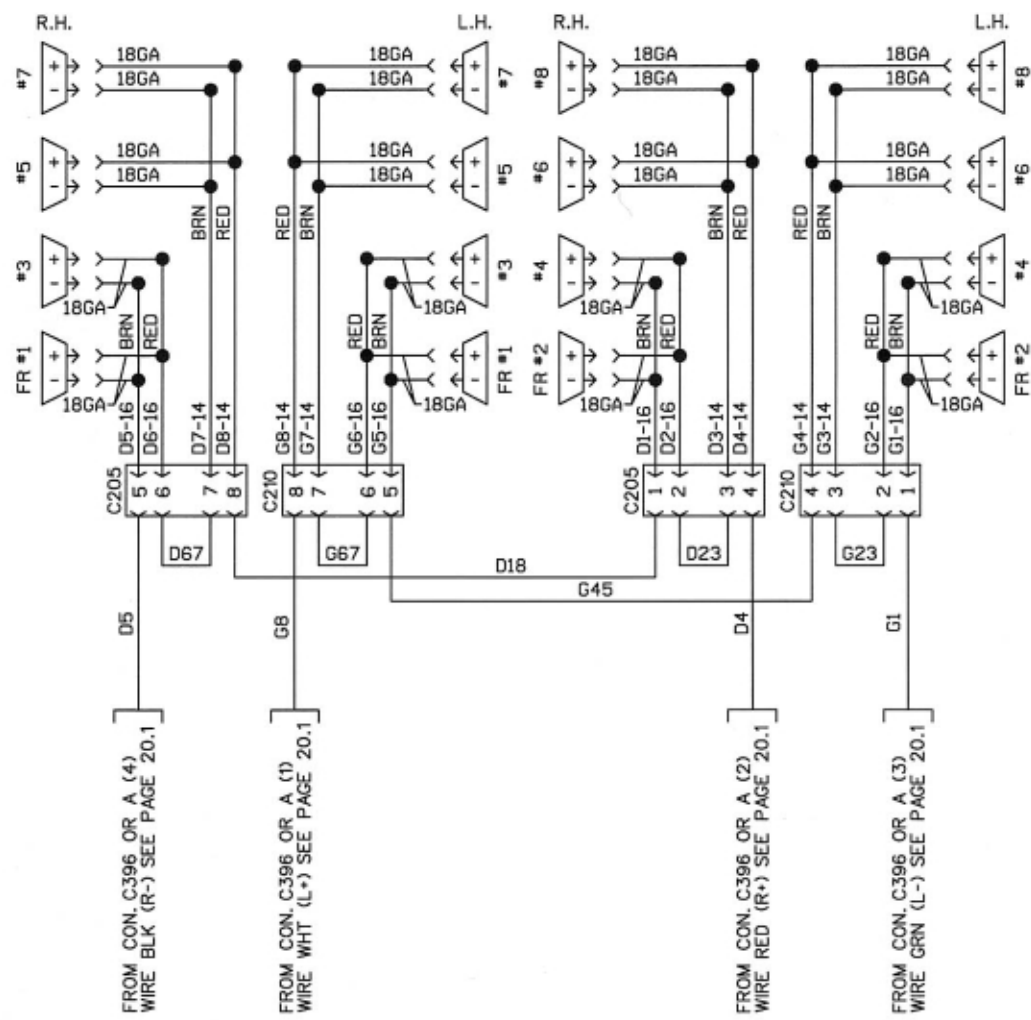 R.H. L.H. R.H. L.H.
#7 + 18GA 18GA + #7 #8 + 18GA 18GA + #8
- 18GA 18GA - - 18GA 18GA -
#5 + 18GA 18GA + #5 #6 + 18GA 18GA + #6
- 18GA 18GA - - 18GA 18GA -
BRN RED RED BRN BRN RED RED BRN
#3 + - 18GA 18GA + - #3 #4 + - 18GA 18GA + - #4
BRN RED RED BRN BRN RED RED BRN
FR #1 + - 18GA 18GA + - FR #1 FR #2 + - 18GA 18GA + - FR #2
D5-16 D6-16 D7-14 D8-14 G8-14 G7-14 G6-16 G5-16 D1-16 D2-16 D3-14 D4-14 G4-14 G3-14 G2-16 G1-16
C205 5 6 7 8 C210 8 7 6 5 C205 1 2 3 4 C210 4 3 2 1
D67 G67 D23 G23
D18
G45
D5 G8 D4 G1
FROM CON. C396 OR A (4)
WIRE BLK (R-) SEE PAGE 20.1
FROM CON. C396 OR A (1)
WIRE WHT (L+) SEE PAGE 20.1
FROM CON. C396 OR A (2)
WIRE RED (R+) SEE PAGE 20.1
FROM CON. C396 OR A (3)
WIRE GRN (L-) SEE PAGE 20.1